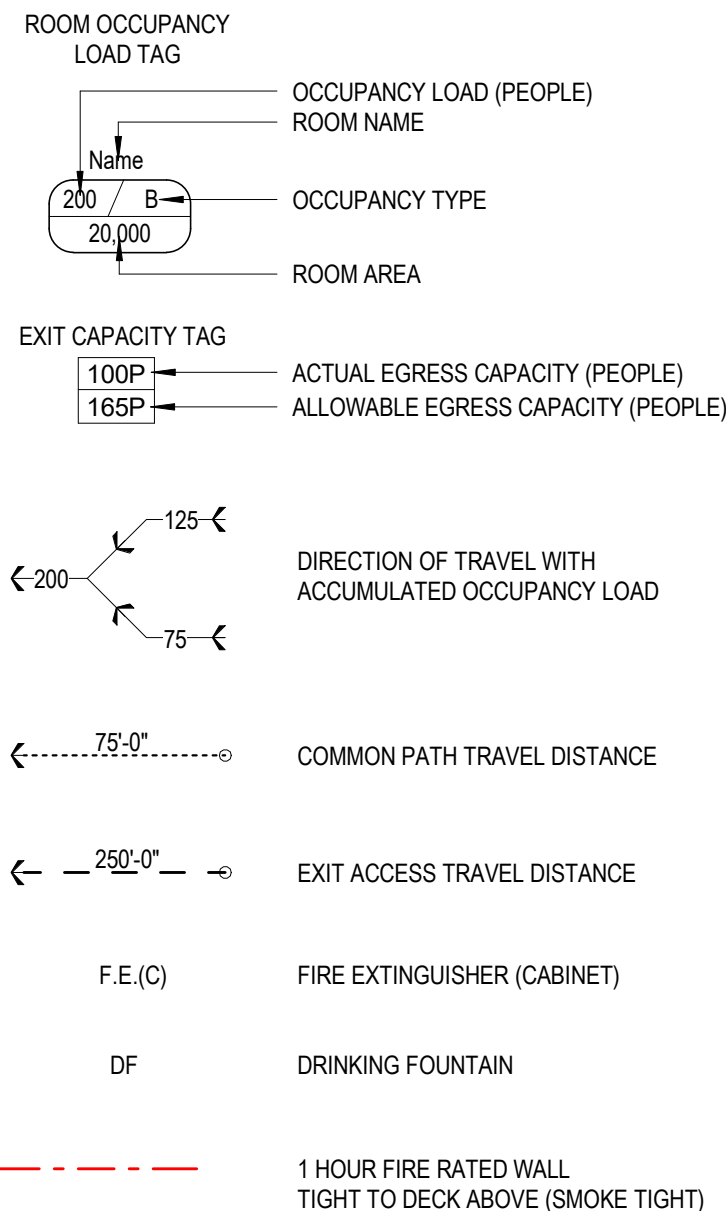 ROOM OCCUPANCY
LOAD TAG
OCCUPANCY LOAD (PEOPLE)
ROOM NAME
Name
200 / B
OCCUPANCY TYPE
20,000
ROOM AREA
EXIT CAPACITY TAG
100P
ACTUAL EGRESS CAPACITY (PEOPLE)
165P
ALLOWABLE EGRESS CAPACITY (PEOPLE)
125
200
75
DIRECTION OF TRAVEL WITH
ACCUMULATED OCCUPANCY LOAD
75'-0"
COMMON PATH TRAVEL DISTANCE
250'-0"
EXIT ACCESS TRAVEL DISTANCE
F.E.(C)
FIRE EXTINGUISHER (CABINET)
DF
DRINKING FOUNTAIN
1 HOUR FIRE RATED WALL
TIGHT TO DECK ABOVE (SMOKE TIGHT)